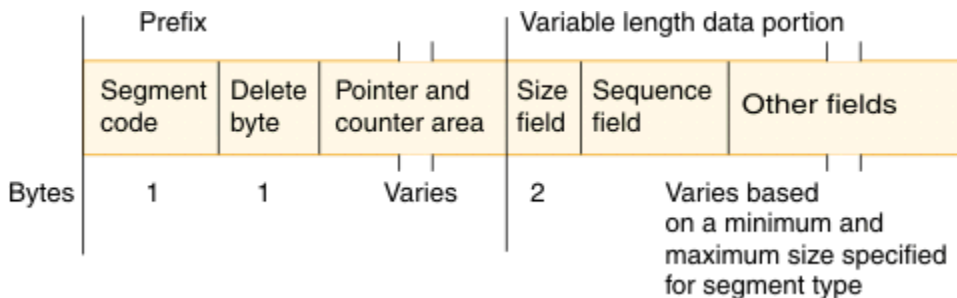 Prefix
Variable length data portion
Segment code
Delete byte
Pointer and counter area
Size field
Sequence field
Other fields
Bytes
1
1
Varies
2
Varies based
on a minimum and
maximum size specified
for segment type